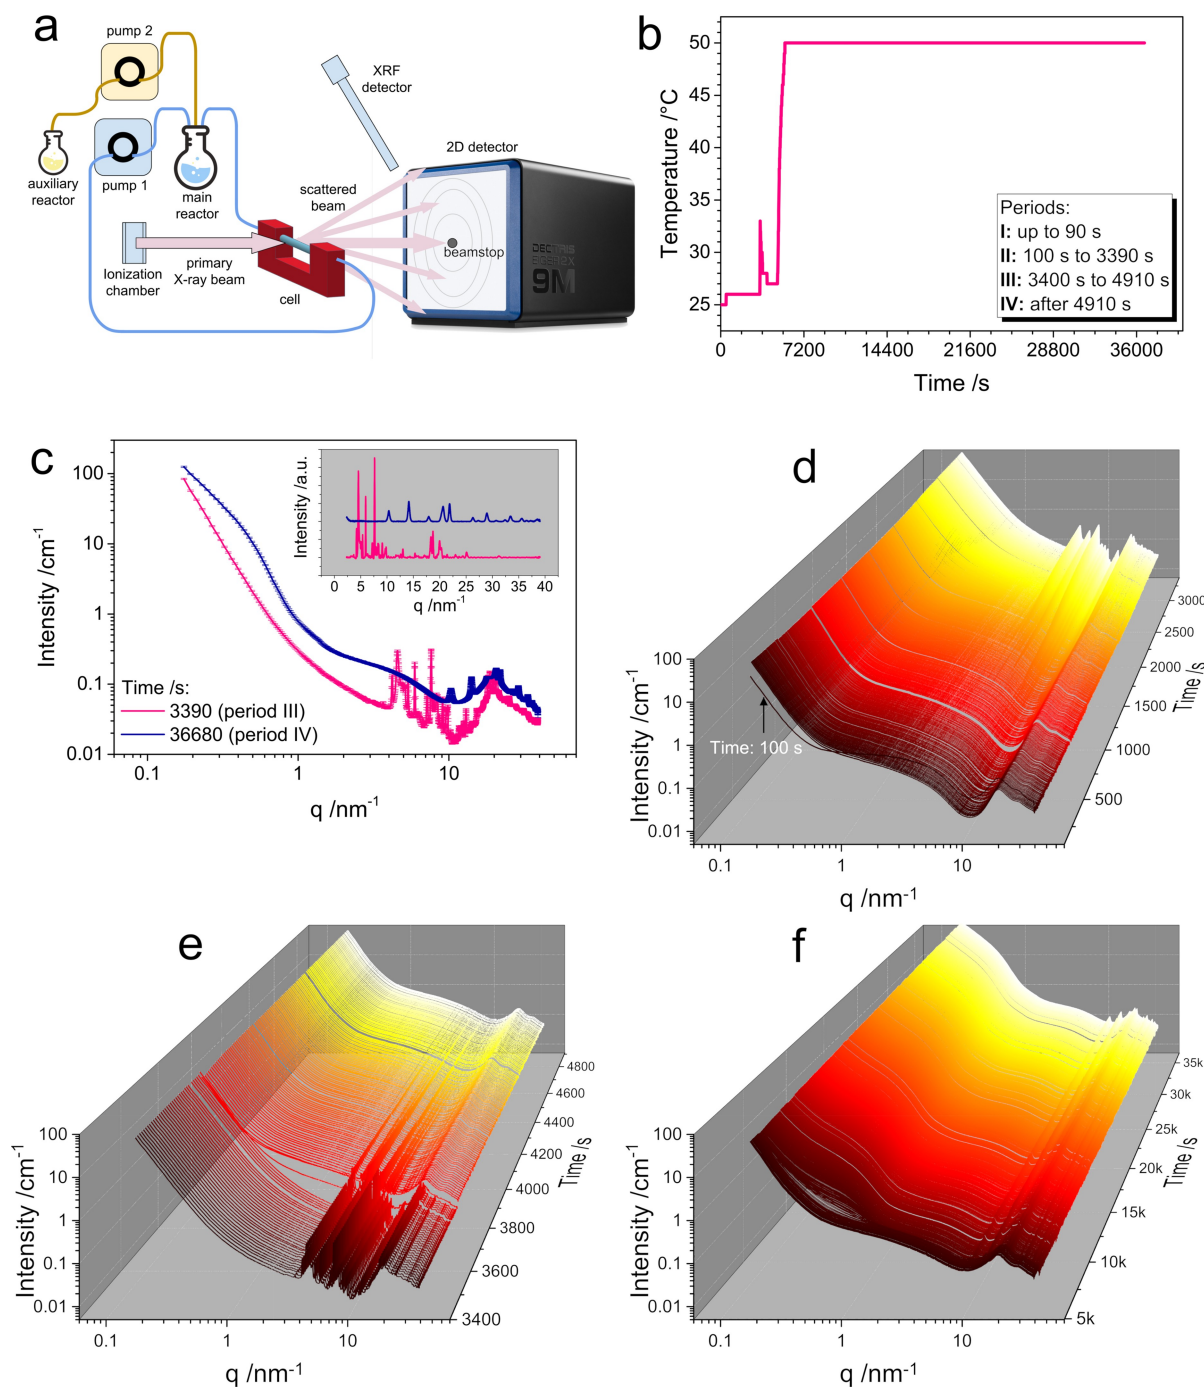 a
pump 2
XRF
detector
2D detector
auxiliary
reactor
pump 1
main
reactor
scattered
beam
beamstop
DECTRIS
9M
Ionization
chamber
primary
X-ray beam
cell
b
Temperature /°C
50
45
40
35
30
25
0
7200
14400
21600
28800
36000
Time /s
Periods:
I: up to 90 s
II: 100 s to 3390 s
III: 3400 s to 4910 s
IV: after 4910 s
c
Intensity /cm-1
100
10
1
0.1
0.01
0.1
1
10
q /nm-1
Time /s:
3390 (period III)
36680 (period IV)
Intensity /a.u.
0 5 10 15 20 25 30 35 40
q /nm-1
d
Intensity /cm-1
100
10
1
0.1
0.01
Time: 100 s
0.1
1
10
q /nm-1
500
1000
1500
2000
2500
3000
Time /s
e
Intensity /cm-1
100
10
1
0.1
0.01
0.1
1
10
q /nm-1
3400
3600
3800
4000
4200
4400
4600
4800
Time /s
f
Intensity /cm-1
100
10
1
0.1
0.01
0.1
1
10
q /nm-1
5k
10k
15k
20k
25k
30k
35k
Time /s